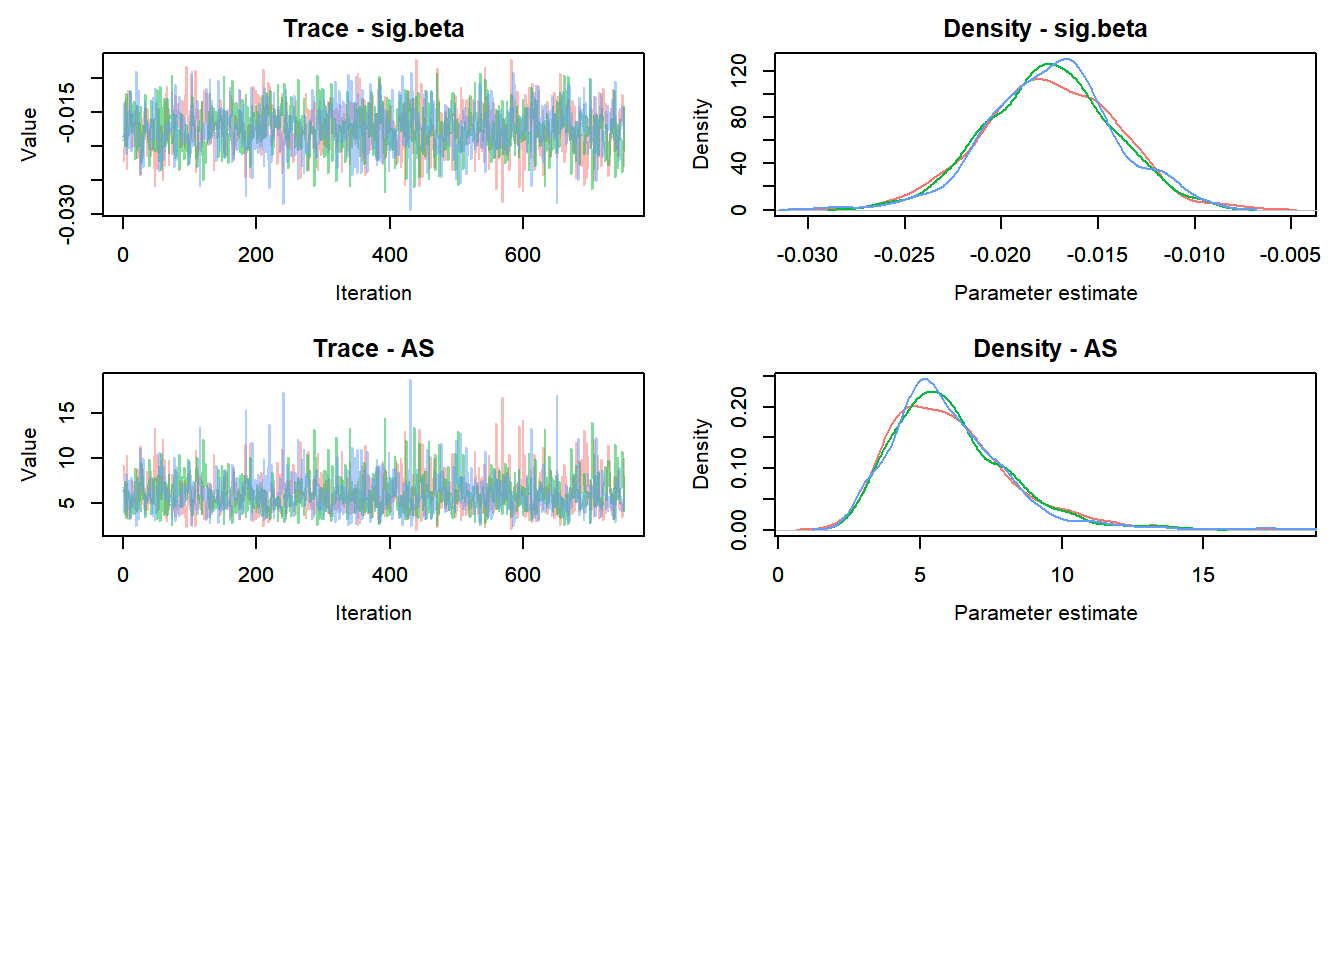 Trace - sig.beta
Value
-0.030
-0.015
0
200
400
600
Iteration
Density - sig.beta
Density
0
40
80
120
-0.030
-0.025
-0.020
-0.015
-0.010
-0.005
Parameter estimate
Trace - AS
Value
5
10
15
0
200
400
600
Iteration
Density - AS
Density
0.00
0.10
0.20
0
5
10
15
Parameter estimate